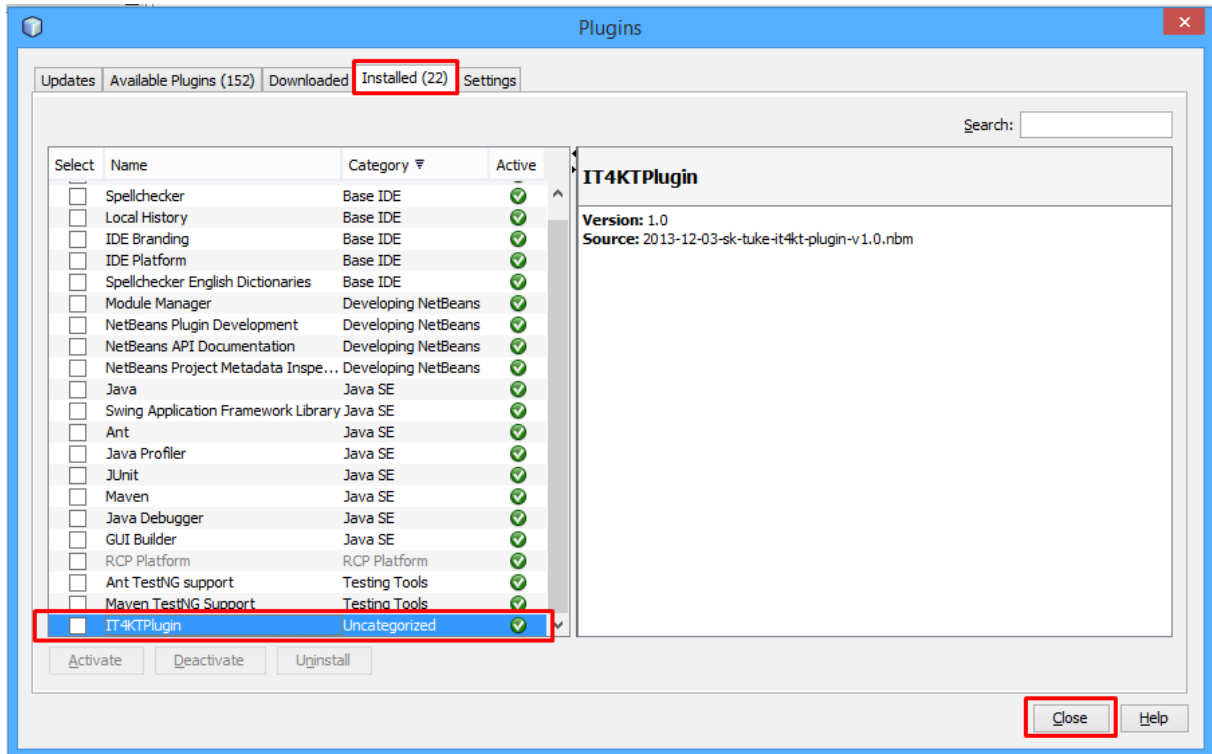 Plugins
Updates Available Plugins (152) Downloaded Installed (22) Settings
Search:
Select Name Category Active
Spellchecker Base IDE
Local History Base IDE
IDE Branding Base IDE
IDE Platform Base IDE
Spellchecker English Dictionaries Base IDE
Module Manager Developing NetBeans
NetBeans Plugin Development Developing NetBeans
NetBeans API Documentation Developing NetBeans
NetBeans Project Metadata Inspe... Developing NetBeans
Java Java SE
Swing Application Framework Library Java SE
Ant Java SE
Java Profiler Java SE
JUnit Java SE
Maven Java SE
Java Debugger Java SE
GUI Builder Java SE
RCP Platform RCP Platform
Ant TestNG support Testing Tools
Maven TestNG Support Testing Tools
IT4KTPlugin Uncategorized
IT4KTPlugin
Version: 1.0
Source: 2013-12-03-sk-tuke-it4kt-plugin-v1.0.nbm
Activate Deactivate Uninstall
Close Help